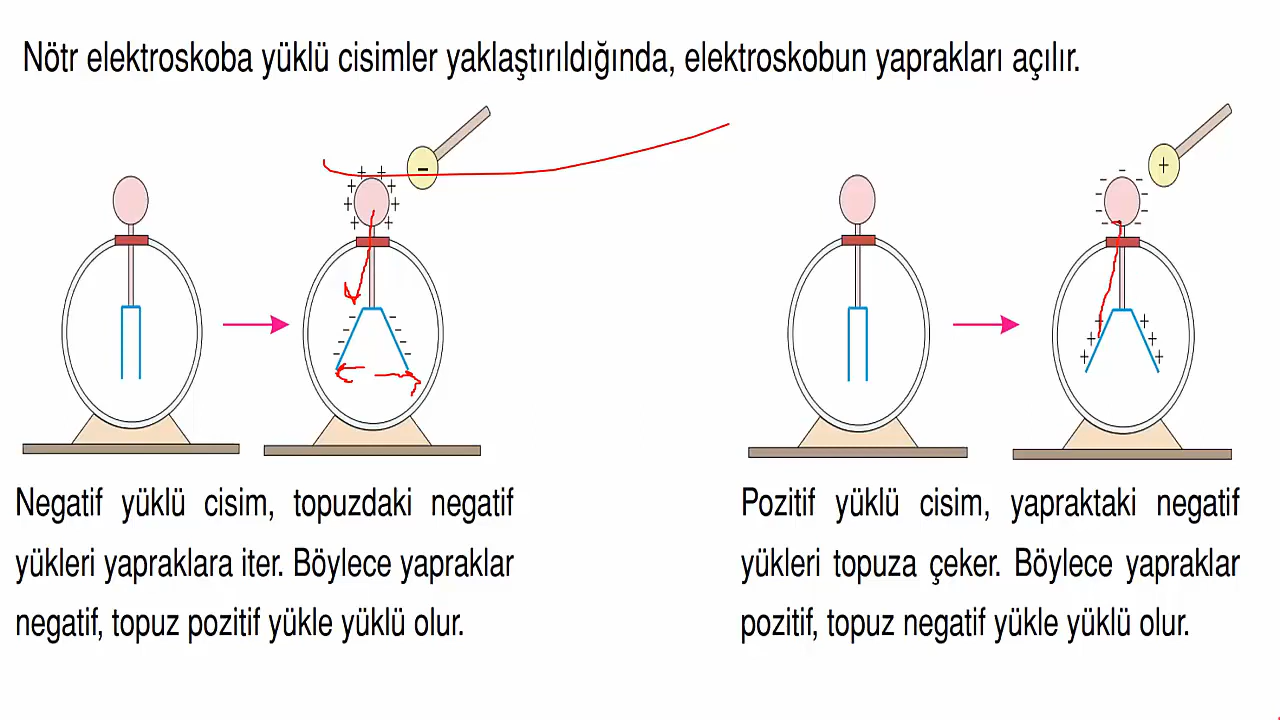 Nötr elektroskoba yüklü cisimler yaklaştırıldığında, elektroskobun yaprakları açılır.
Negatif yüklü cisim, topuzdaki negatif
yükleri yapraklara iter. Böylece yapraklar
negatif, topuz pozitif yükle yüklü olur.
Pozitif yüklü cisim, yapraktaki negatif
yükleri topuza çeker. Böylece yapraklar
pozitif, topuz negatif yükle yüklü olur.